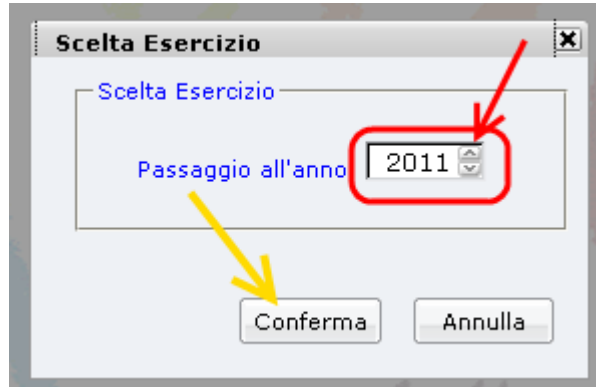 Scelta Esercizio
Scelta Esercizio
Passaggio all'anno 2011
Conferma Annulla